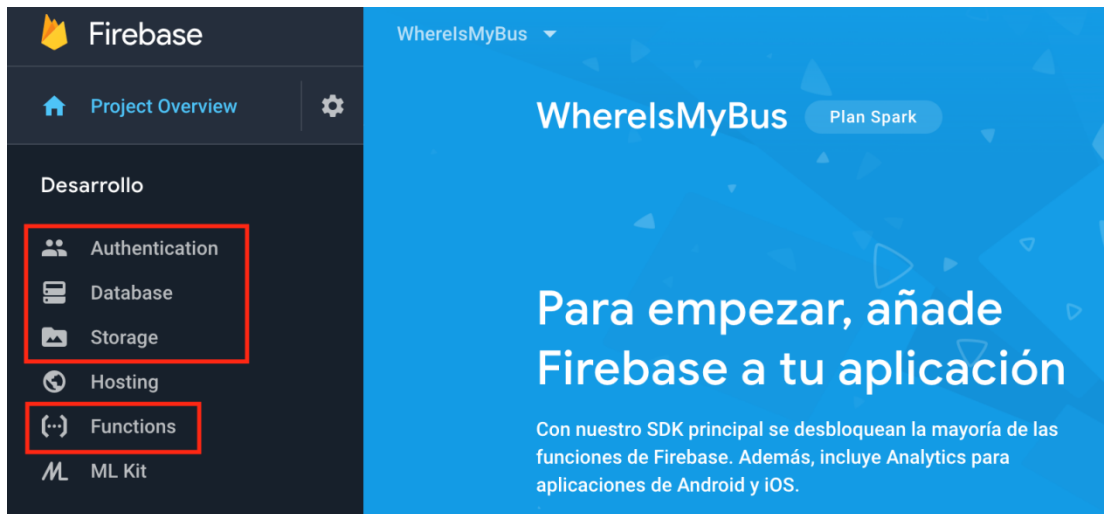 Firebase
WhereIsMyBus
Project Overview
WhereIsMyBus
Plan Spark
Desarrollo
Authentication
Database
Storage
Hosting
Functions
ML Kit
Para empezar, añade
Firebase a tu aplicación
Con nuestro SDK principal se desbloquean la mayoría de las
funciones de Firebase. Además, incluye Analytics para
aplicaciones de Android y iOS.